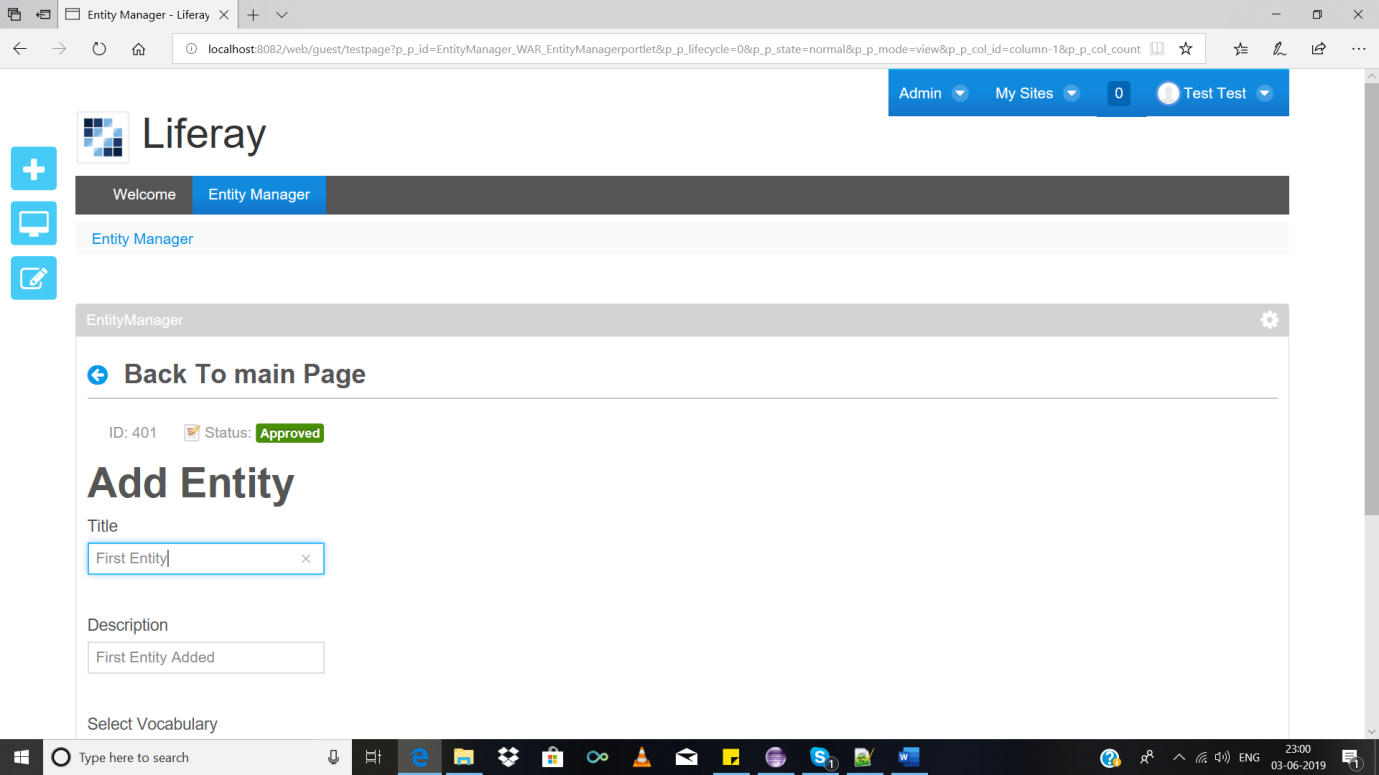 Entity Manager - Liferay
localhost:8082/web/guest/testpage?p_p_id=EntityManager_WAR_EntityManagerportlet&p_p_lifecycle=0&p_p_state=normal&p_p_mode=view&p_p_col_id=column-1&p_p_col_count
Admin My Sites 0 Test Test
Liferay
Welcome Entity Manager
Entity Manager
EntityManager
Back To main Page
ID: 401 Status: Approved
Add Entity
Title
First Entity
Description
First Entity Added
Select Vocabulary
Type here to search
ENG
23:00
03-06-2019
1
1